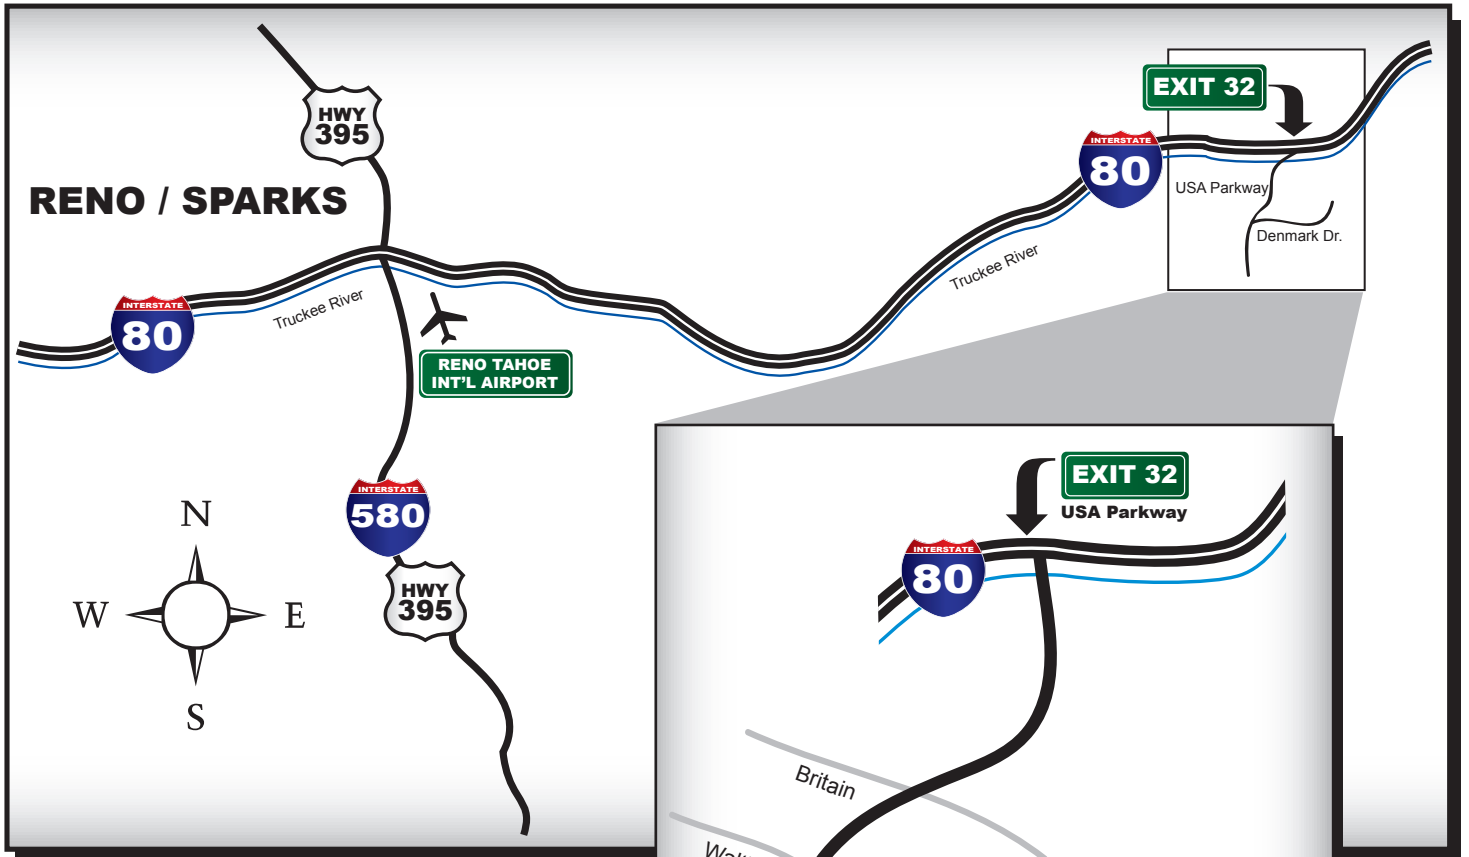 HWY
395
RENO / SPARKS
INTERSTATE
80
Truckee River
RENO TAHOE
INT'L AIRPORT
INTERSTATE
580
HWY
395
N
W
E
S
Truckee River
INTERSTATE
80
EXIT 32
USA Parkway
Denmark Dr.
EXIT 32
USA Parkway
INTERSTATE
80
Britain